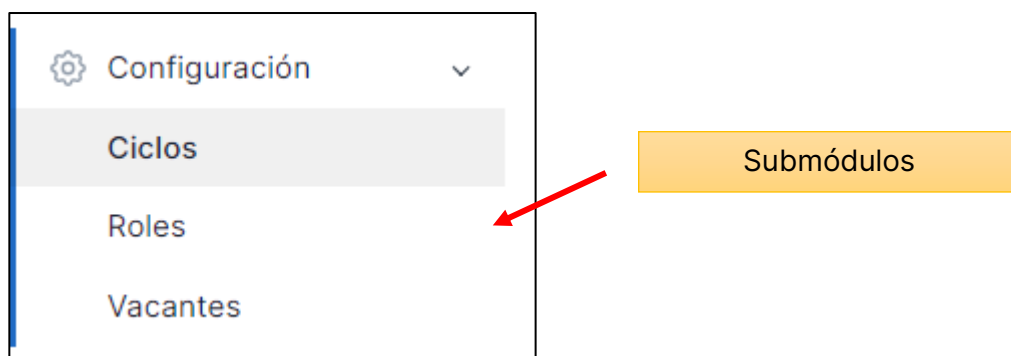 Configuración
Ciclos
Submódulos
Roles
Vacantes